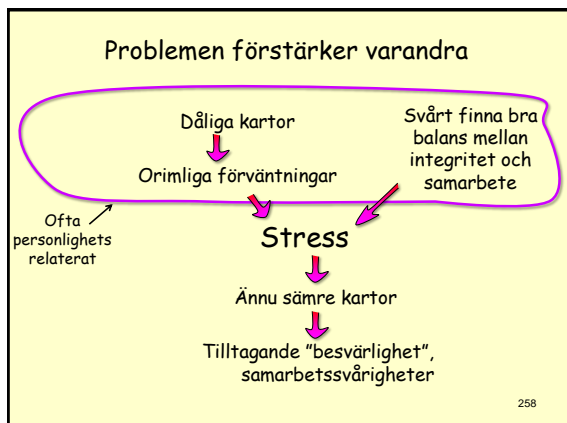 Problemen förstärker varandra
Dåliga kartor
Orimliga förväntningar
Svårt finna bra
balans mellan
integritet och
samarbete
Ofta
personlighets
relaterat
Stress
Ännu sämre kartor
Tilltagande ”besvärlighet”,
samarbetssvårigheter
258